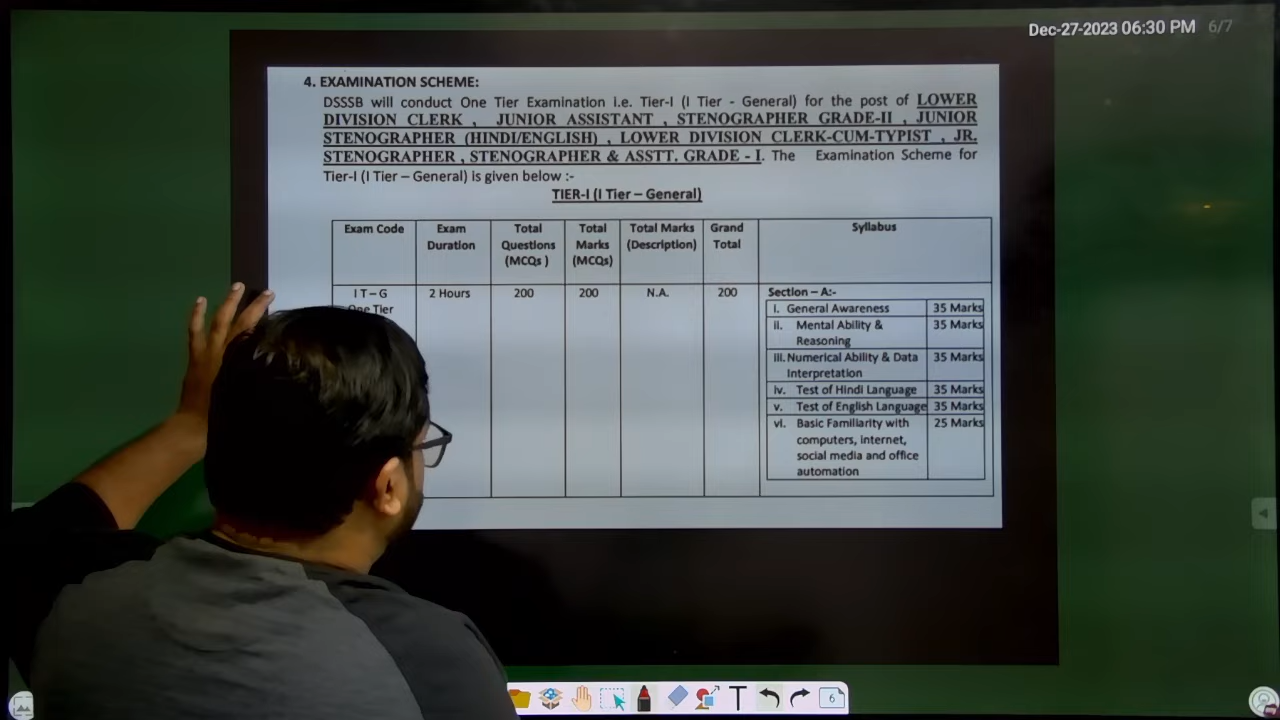 Dec-27-2023 06:30 PM 6/7
4. EXAMINATION SCHEME:
DSSSB will conduct One Tier Examination i.e. Tier-I (I Tier - General) for the post of LOWER
DIVISION CLERK , JUNIOR ASSISTANT , STENOGRAPHER GRADE-II , JUNIOR
STENOGRAPHER (HINDI/ENGLISH) , LOWER DIVISION CLERK-CUM-TYPIST , JR.
STENOGRAPHER , STENOGRAPHER & ASSTT. GRADE - I. The Examination Scheme for
Tier-I (I Tier – General) is given below :-
TIER-I (I Tier – General)
Exam Code
Exam
Duration
Total
Questions
(MCQs )
Total
Marks
(MCQs)
Total Marks
(Description)
Grand
Total
Syllabus
I T – G
One Tier
2 Hours
200
200
N.A.
200
Section – A:-
i. General Awareness 35 Marks
ii. Mental Ability & 35 Marks
Reasoning
iii. Numerical Ability & Data 35 Marks
Interpretation
iv. Test of Hindi Language 35 Marks
v. Test of English Language 35 Marks
vi. Basic Familiarity with 25 Marks
computers, internet,
social media and office
automation
T
6